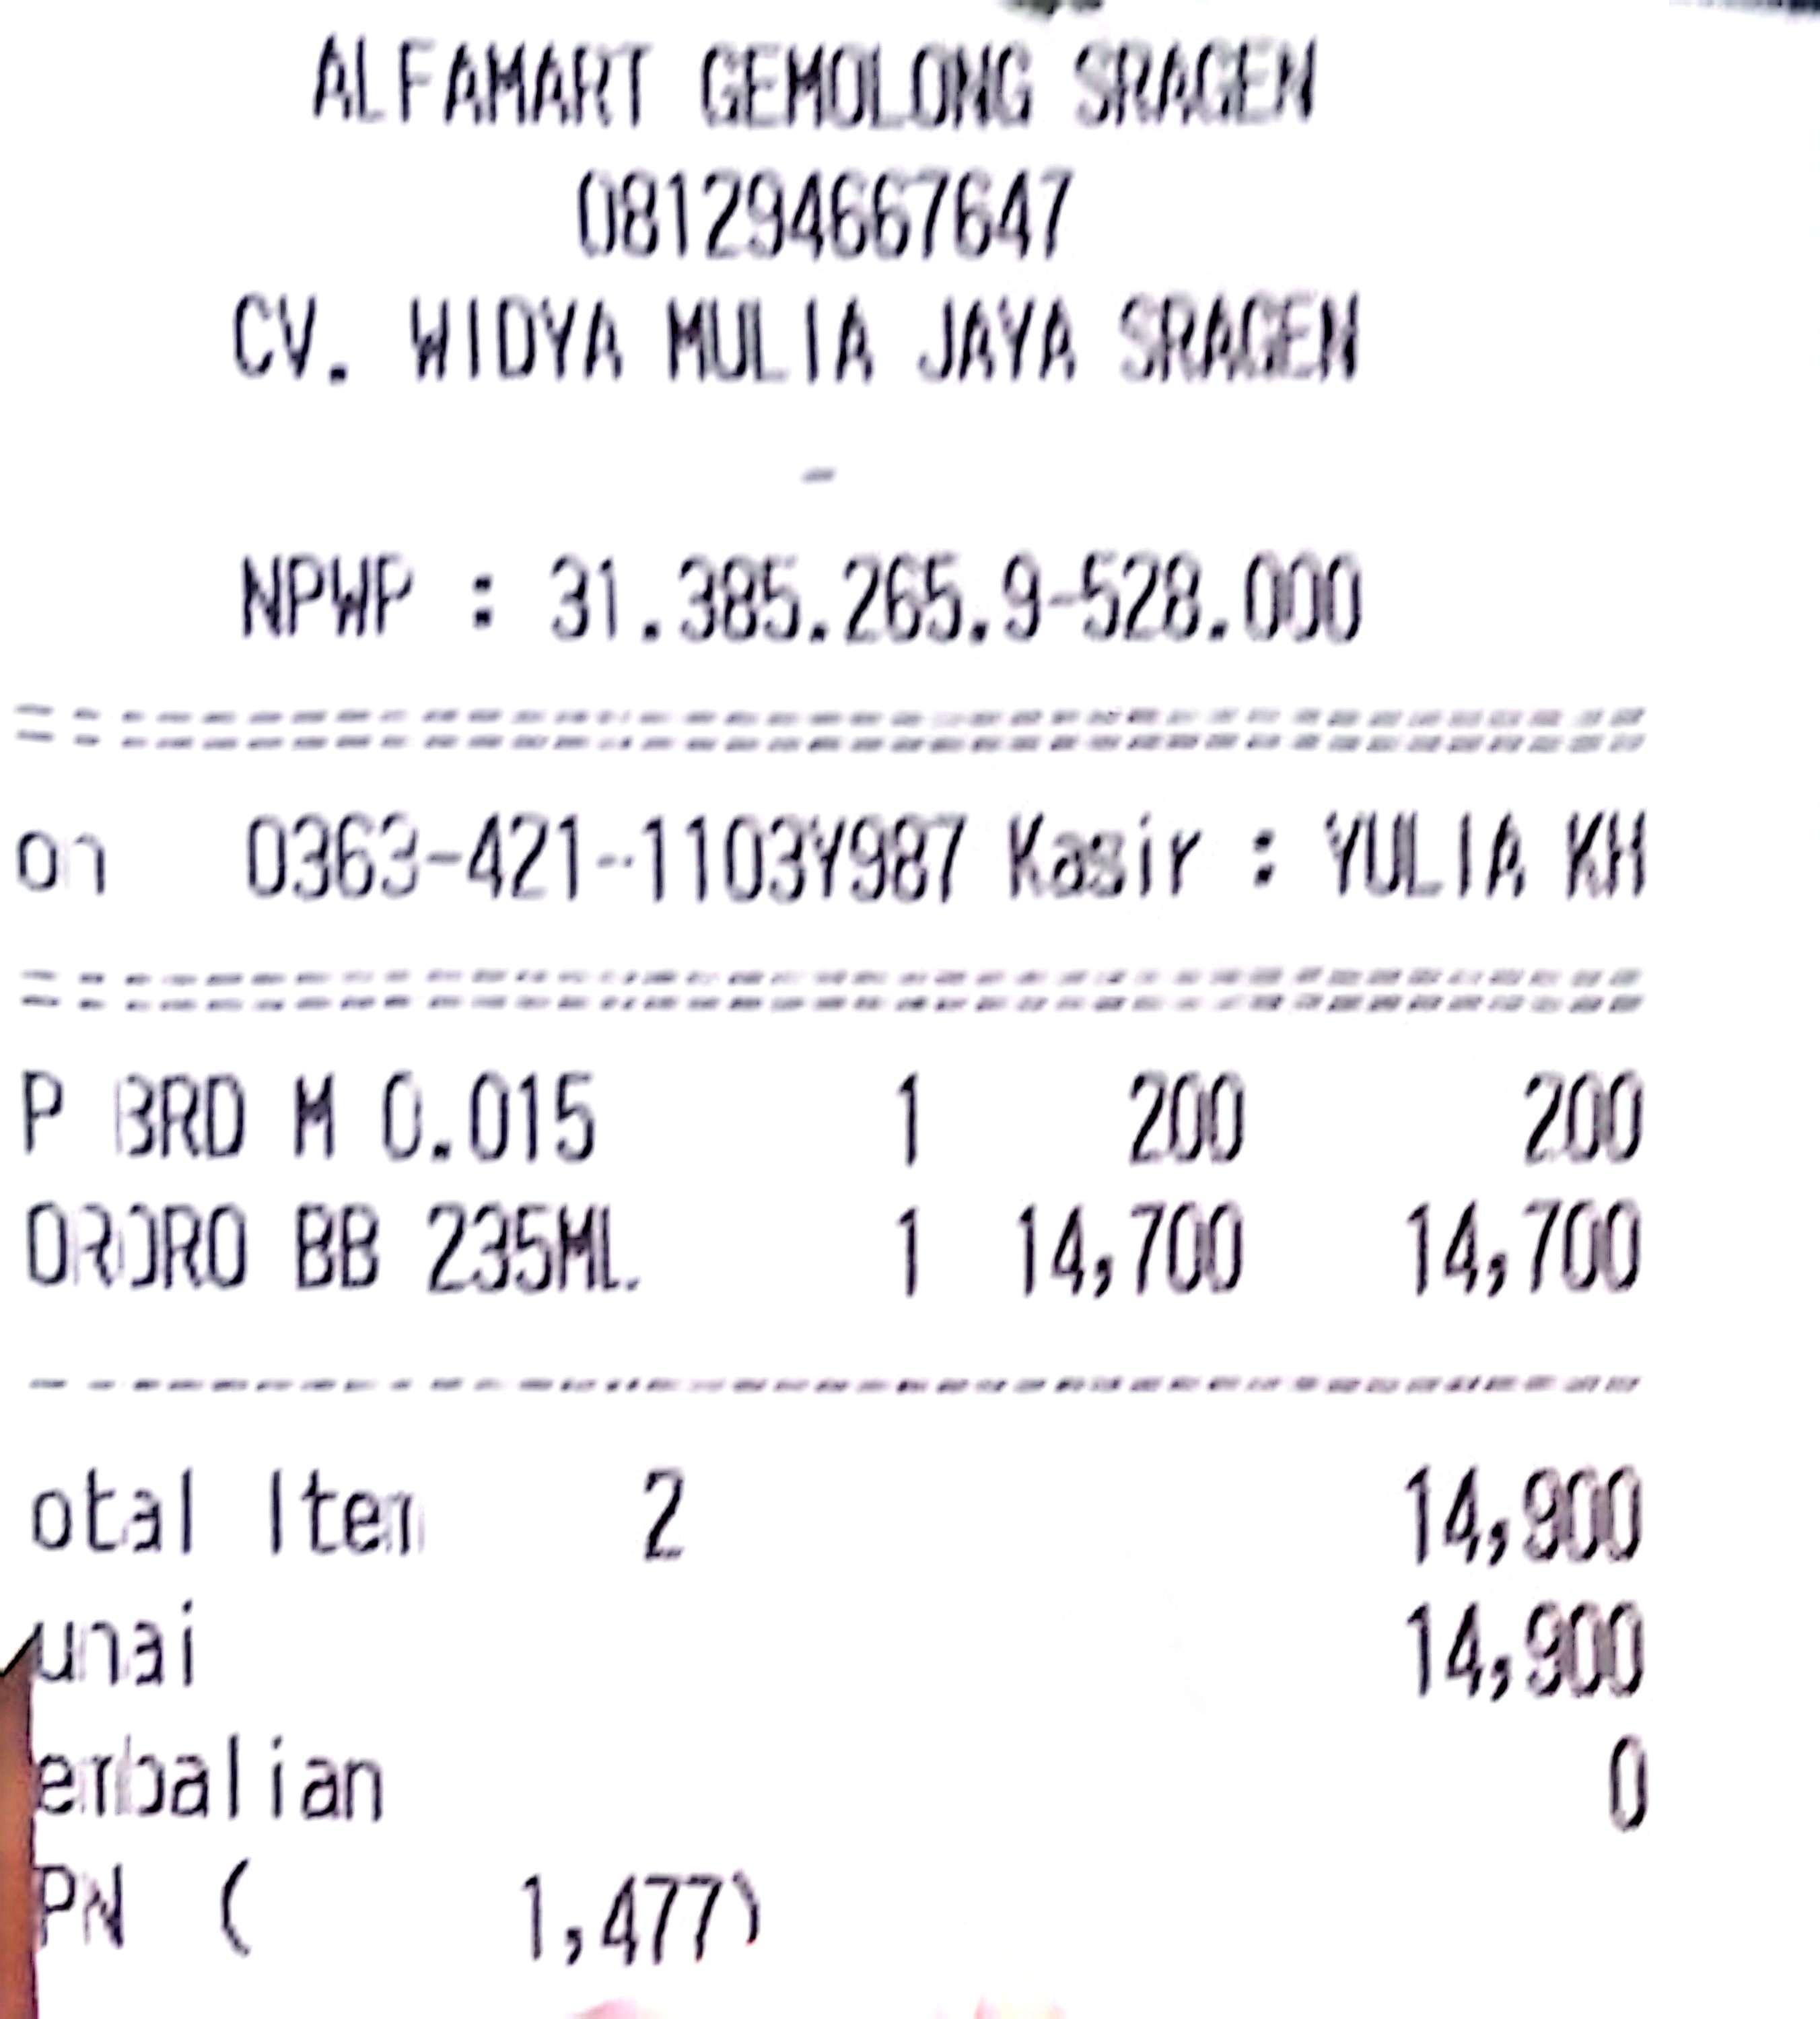 ALFAMART GEMOLONG SRAGEN
081294667647
CV. WIDYA MULIA JAYA SRAGEN
-
NPWP : 31.385.265.9-528.000
on 0363-421-1103Y987 Kasir : YULIA KH
P BRD M 0.015 1 200 200
BB 235ML 1 14,700 14,700
otal Item 2 14,900
unai 14,900
embalian 0
PN ( 1,477)